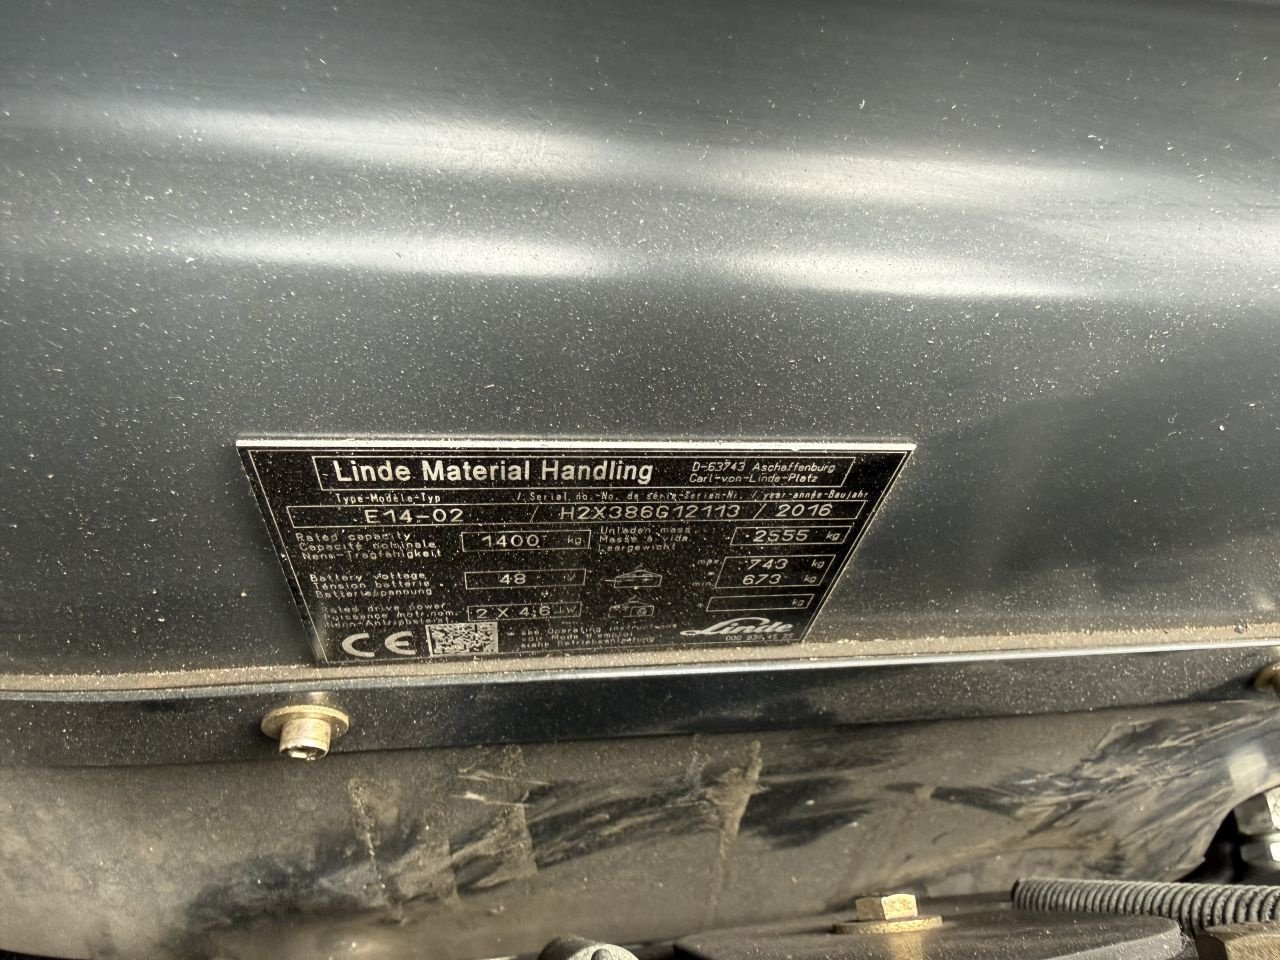 Linde Material Handling
D-63743 Aschaffenburg
Carl-von-Linde-Platz
Type-Modèle-Typ / Serial no.-No. de série-Serien-Nr. / year-année-Baujahr
E14-02 / H2X386G12113 / 2016
Rated capacity
Capacité nominale
Nenn-Tragfähigkeit
1400 kg
Unladen mass
Masse à vide
Leergewicht
2555 kg
Battery voltage
Tension batterie
Batteriespannung
48 V
max 743 kg
min 673 kg
kg
Rated drive power
Puissance motr.nom.
2 X 4.6
CE
Linde